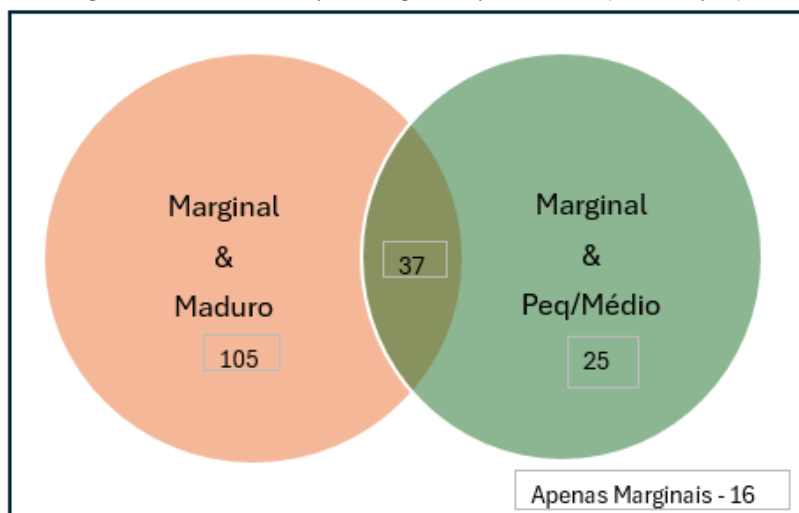 Marginal
&
Maduro
105
37
Marginal
&
Peq/Médio
25
Apenas Marginais - 16